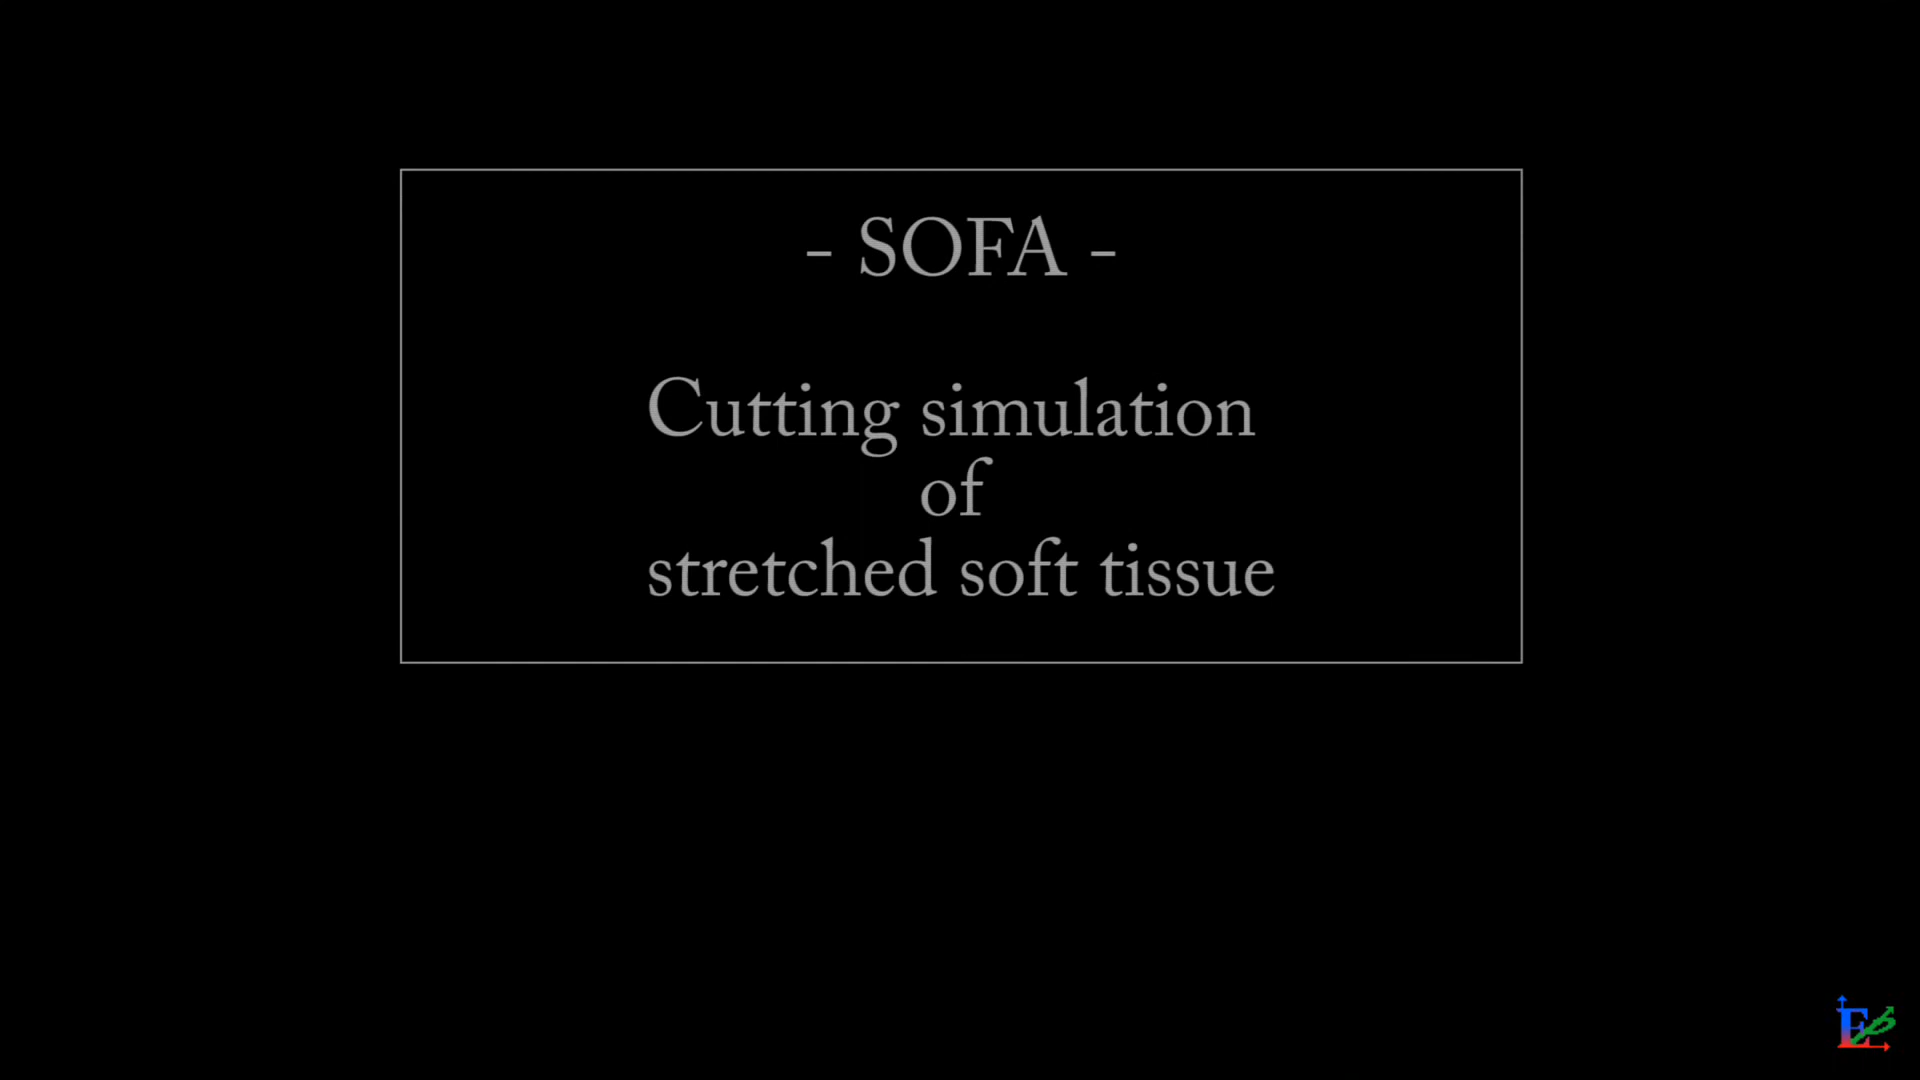 - SOFA -
Cutting simulation
of
stretched soft tissue